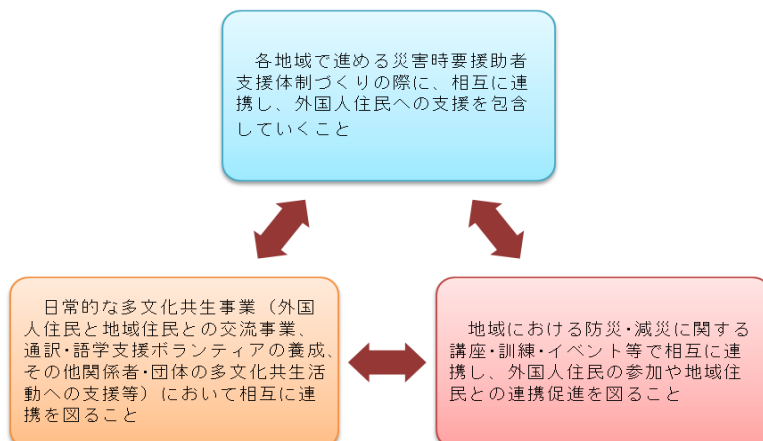 各地域で進める災害時要援助者
支援体制づくりの際に、相互に連
携し、外国人住民への支援を包含
していくこと
日常的な多文化共生事業（外国
人住民と地域住民との交流事業、
通訳・語学支援ボランティアの養成、
その他関係者・団体の多文化共生活
動への支援等）において相互に連
携を図ること
地域における防災・減災に関する
講座・訓練・イベント等で相互に連
携し、外国人住民の参加や地域住
民との連携促進を図ること